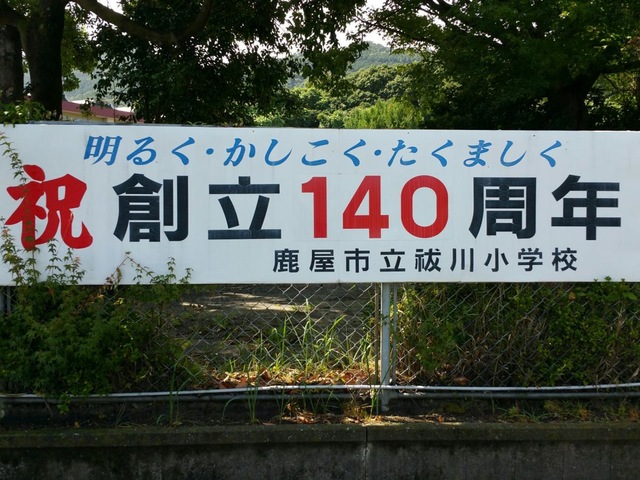 明るく・かしこく・たくましく
祝 創立140周年
鹿屋市立祓川小学校